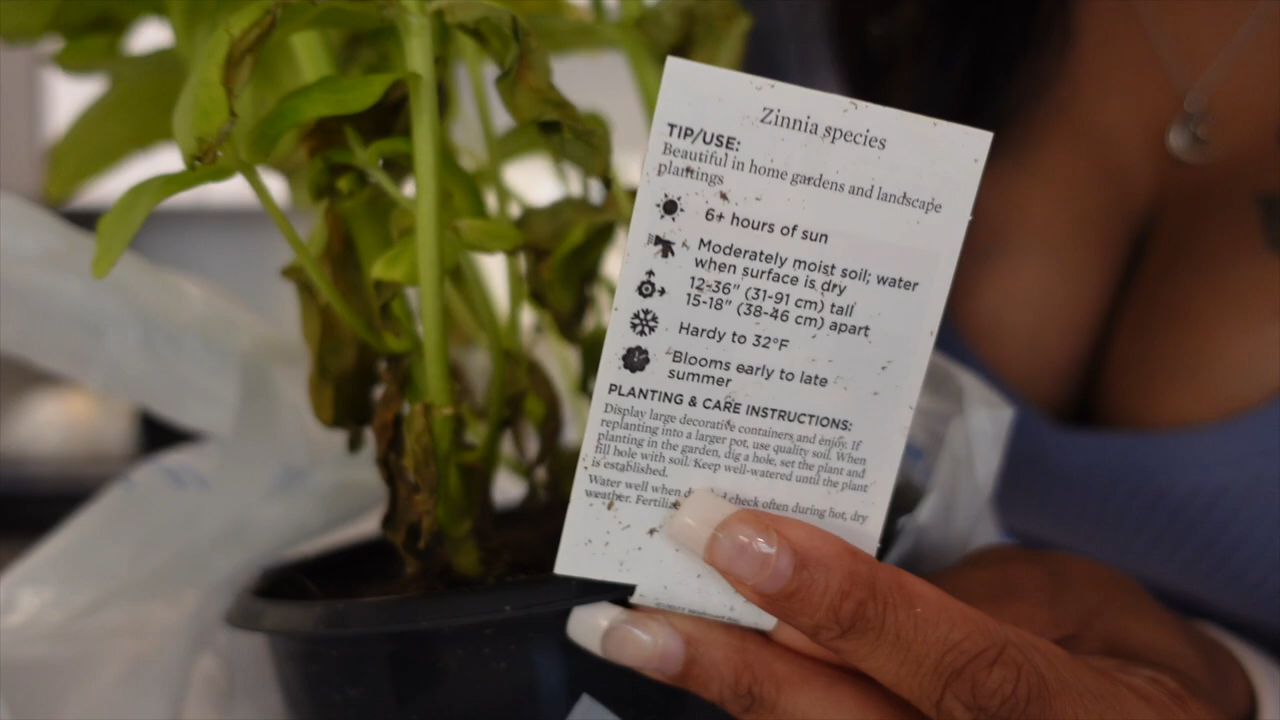 Zinnia species
TIP/USE:
Beautiful in home gardens and landscape
plantings
6+ hours of sun
Moderately moist soil; water
when surface is dry
12-36" (31-91 cm) tall
15-18" (38-46 cm) apart
Hardy to 32°F
Blooms early to late
summer
PLANTING & CARE INSTRUCTIONS:
Display large decorative containers and enjoy. If
replanting into a larger pot, use quality soil. When
planting in the garden, dig a hole, set the plant and
fill hole with soil. Keep well-watered until the plant
is established.
Water well when check often during hot, dry
weather. Fertilize